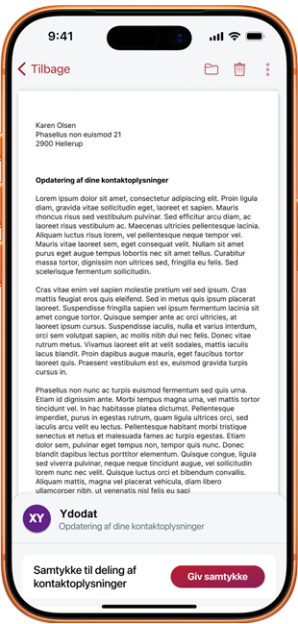 9:41
Tilbage
Karen Olsen
Phasellus non euismod 21
2900 Hellerup
Opdatering af dine kontaktoplysninger
Lorem ipsum dolor sit amet, consectetur adipiscing elit. Proin ligula
diam, gravida vitae sollicitudin eget, laoreet et sapien. Mauris
rhoncus risus sed vestibulum pulvinar. Sed efficitur arcu diam, ac
laoreet risus vestibulum ac. Maecenas ultricies pellentesque lacinia.
Aliquam luctus risus lorem, vel pellentesque neque tempor vel.
Mauris vitae laoreet sem, eget consequat velit. Nullam sit amet
purus eget augue tempus lobortis nec sit amet tellus. Curabitur
massa tortor, dignissim non ultrices sed, fringilla eu felis. Sed
scelerisque fermentum sollicitudin.
Cras vitae enim vel sapien molestie pretium vel sed ipsum. Cras
mattis feugiat eros quis eleifend. Sed in metus quis ipsum placerat
laoreet. Suspendisse fringilla sapien vel ipsum fermentum lacinia sit
amet congue tortor. Quisque semper ante ac orci ultricies, at
laoreet ipsum cursus. Suspendisse iaculis, nulla et varius interdum,
orci sem volutpat sapien, ac mollis nibh dui nec felis. Donec vitae
rutrum metus. Vivamus laoreet elit at velit sodales, mattis iaculis
lacus blandit. Proin dapibus augue mauris, eget faucibus tortor
laoreet quis. Praesent vestibulum est ex, euismod gravida turpis
cursus in.
Phasellus non nunc ac turpis euismod fermentum sed quis urna.
Etiam id dignissim ante. Morbi tempus magna urna, vel mattis tortor
tincidunt vel. In hac habitasse platea dictumst. Pellentesque
imperdiet, purus in egestas rutrum, quam ligula ultrices orci, sed
iaculis arcu velit eu lectus. Pellentesque habitant morbi tristique
senectus et netus et malesuada fames ac turpis egestas. Etiam
dolor sem, pulvinar eget tempus non, tempor quis nunc. Donec
blandit dapibus lectus porttitor elementum. Quisque congue, ligula
sed viverra pulvinar, neque neque tincidunt augue, vel sollicitudin
lorem nunc nec velit. Quisque luctus orci et bibendum convallis.
Aliquam mattis, magna vel placerat vehicula, diam libero
ullamcorper nibh, ut venenatis nisl felis eu sapi
XY
Ydodat
Opdatering af dine kontaktoplysninger
Samtykke til deling af
kontaktoplysninger
Giv samtykke